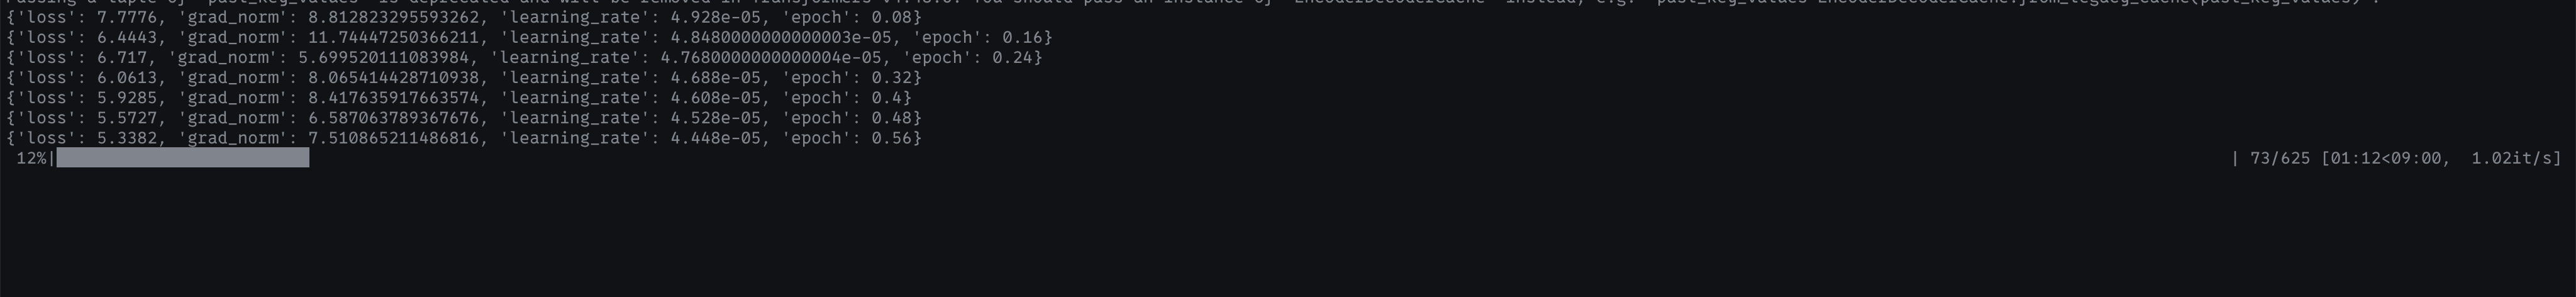 {'loss': 7.7776, 'grad_norm': 8.812823295593262, 'learning_rate': 4.928e-05, 'epoch': 0.08}
{'loss': 6.4443, 'grad_norm': 11.74447250366211, 'learning_rate': 4.8480000000000003e-05, 'epoch': 0.16}
{'loss': 6.717, 'grad_norm': 5.699520111083984, 'learning_rate': 4.7680000000000004e-05, 'epoch': 0.24}
{'loss': 6.0613, 'grad_norm': 8.065414428710938, 'learning_rate': 4.688e-05, 'epoch': 0.32}
{'loss': 5.9285, 'grad_norm': 8.417635917663574, 'learning_rate': 4.608e-05, 'epoch': 0.4}
{'loss': 5.5727, 'grad_norm': 6.587063789367676, 'learning_rate': 4.528e-05, 'epoch': 0.48}
{'loss': 5.3382, 'grad_norm': 7.510865211486816, 'learning_rate': 4.448e-05, 'epoch': 0.56}
12%| | 73/625 [01:12<09:00, 1.02it/s]